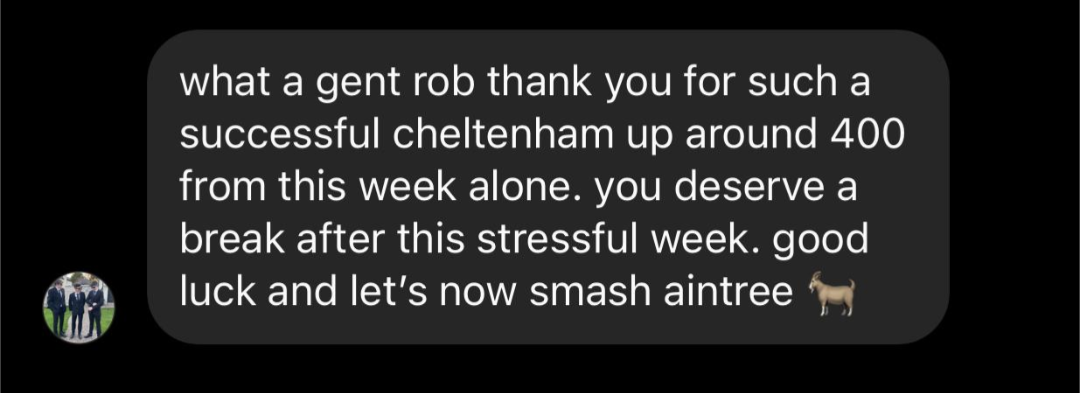 what a gent rob thank you for such a
successful cheltenham up around 400
from this week alone. you deserve a
break after this stressful week. good
luck and let’s now smash aintree 🐐